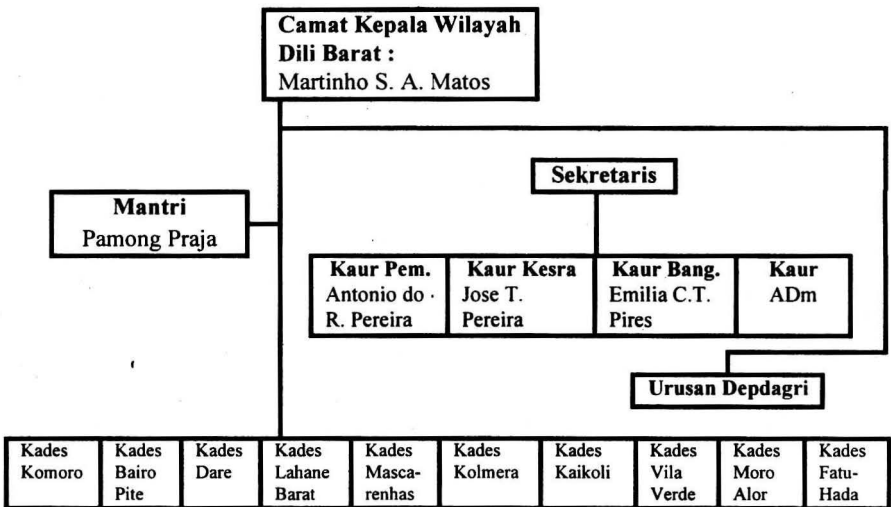 Camat Kepala Wilayah
Dili Barat :
Martinho S. A. Matos
Sekretaris
Mantri
Pamong Praja
Kaur Pem.
Antonio do
R. Pereira
Kaur Kesra
Jose T.
Pereira
Kaur Bang.
Emilia C.T.
Pires
Kaur
ADm
Urusan Depdagri
Kades
Komoro
Kades
Bairo
Pite
Kades
Dare
Kades
Lahane
Barat
Kades
Masca-
renhas
Kades
Kolmera
Kades
Kaikoli
Kades
Vila
Verde
Kades
Moro
Alor
Kades
Fatu-
Hada